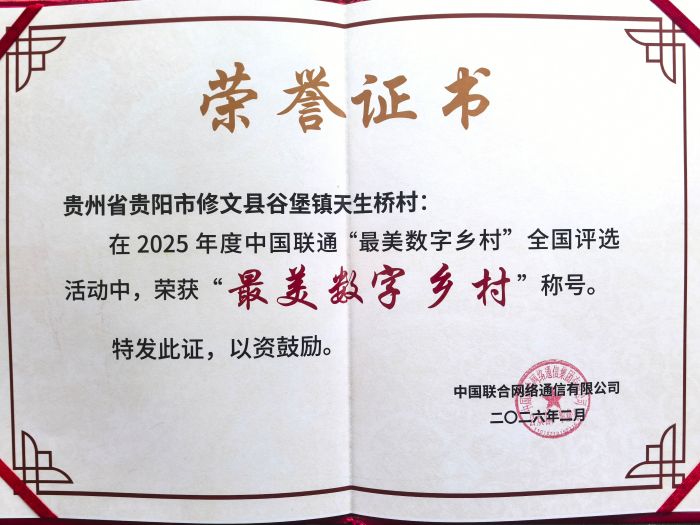 荣誉证书
贵州省贵阳市修文县谷堡镇天生桥村：
在 2025 年度中国联通“最美数字乡村”全国评选
活动中，荣获“最美数字乡村”称号。
特发此证，以资鼓励。
中国联合网络通信有限公司
二〇二六年二月